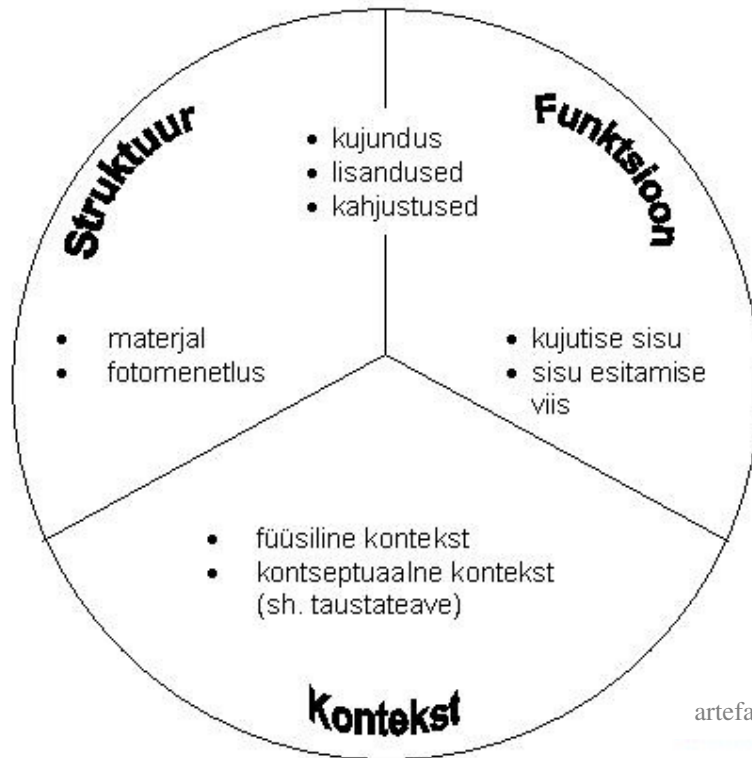 Struktuur
Funktsioon
• kujundus
• lisandused
• kahjustused
• materjal
• fotomenetlus
• kujutise sisu
• sisu esitamise
viis
• füüsiline kontekst
• kontseptuaalne kontekst
(sh. taustateave)
Kontekst